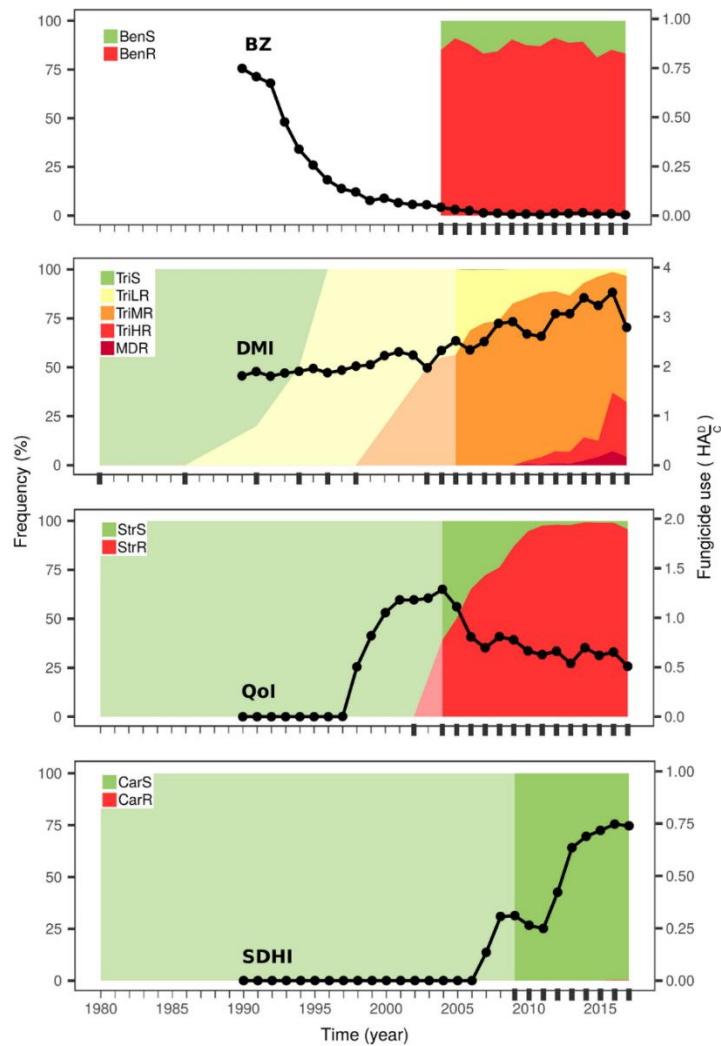 100
75
50
25
0
BenS
BenR
BZ
1.00
0.75
0.50
0.25
0.00
100
75
50
25
0
TriS
TriLR
TriMR
TriHR
MDR
DMI
4
3
2
1
0
100
75
50
25
0
StrS
StrR
QoI
2.0
1.5
1.0
0.5
0.0
100
75
50
25
0
CarS
CarR
SDHI
1.00
0.75
0.50
0.25
0.00
1980 1985 1990 1995 2000 2005 2010 2015
Time (year)
Frequency (%)
Fungicide use ( HA D/C )